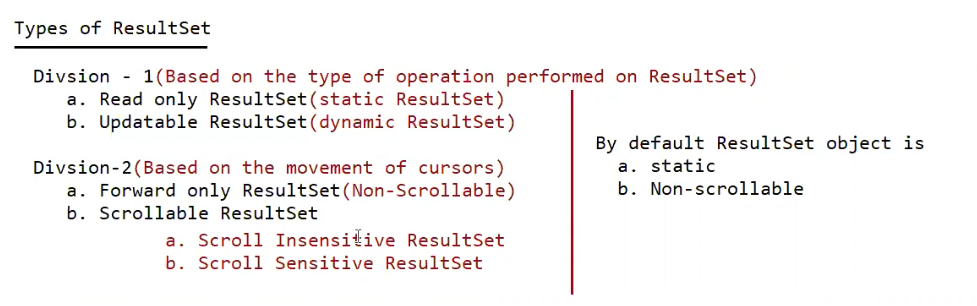 Types of ResultSet
Divsion - 1(Based on the type of operation performed on ResultSet)
a. Read only ResultSet(static ResultSet)
b. Updatable ResultSet(dynamic ResultSet)
Divsion-2(Based on the movement of cursors)
a. Forward only ResultSet(Non-Scrollable)
b. Scrollable ResultSet
a. Scroll Insensitive ResultSet
b. Scroll Sensitive ResultSet
By default ResultSet object is
a. static
b. Non-scrollable